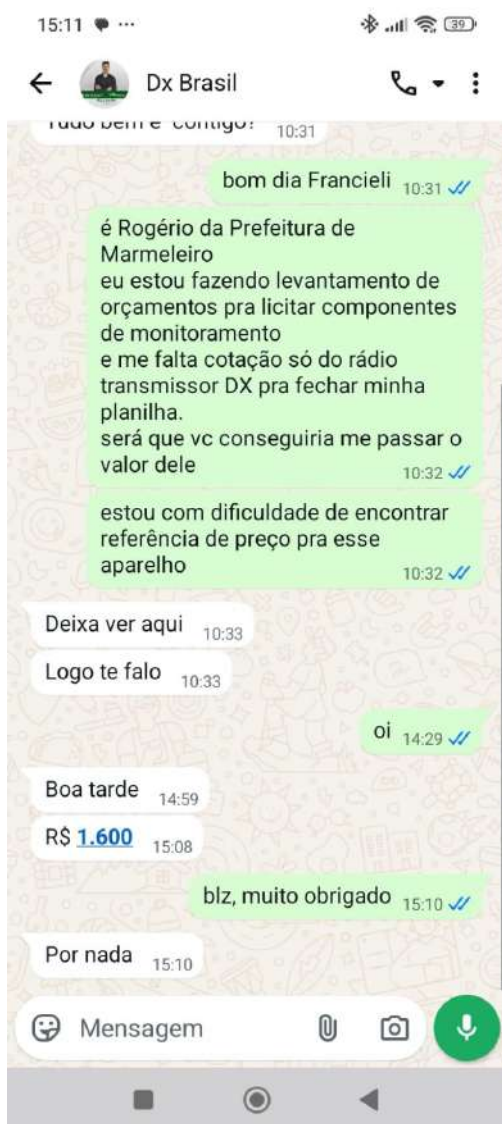 15:11
39
Dx Brasil
Tudo bem e contigo? 10:31
bom dia Francieli 10:31
é Rogério da Prefeitura de
Marmeleiro
eu estou fazendo levantamento de
orçamentos pra licitar componentes
de monitoramento
e me falta cotação só do rádio
transmissor DX pra fechar minha
planilha.
será que vc conseguiria me passar o
valor dele 10:32
estou com dificuldade de encontrar
referência de preço pra esse
aparelho 10:32
Deixa ver aqui 10:33
Logo te falo 10:33
oi 14:29
Boa tarde 14:59
R$ 1.600 15:08
blz, muito obrigado 15:10
Por nada 15:10
Mensagem